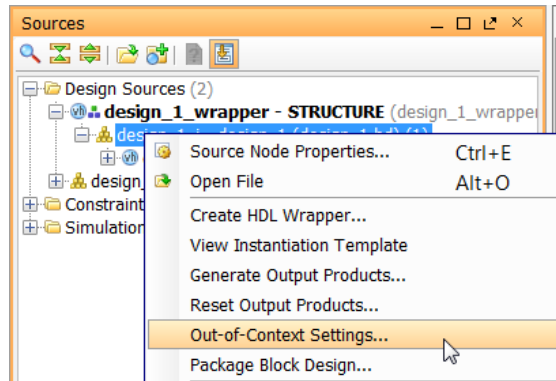 Sources
Design Sources (2)
design_1_wrapper - STRUCTURE (design_1_wrapper
design_1_i - design_1 (design_1.bd) (1)
Source Node Properties... Ctrl+E
design_
Open File Alt+O
Constraint
Create HDL Wrapper...
Simulation
View Instantiation Template
Generate Output Products...
Reset Output Products...
Out-of-Context Settings...
Package Block Design...